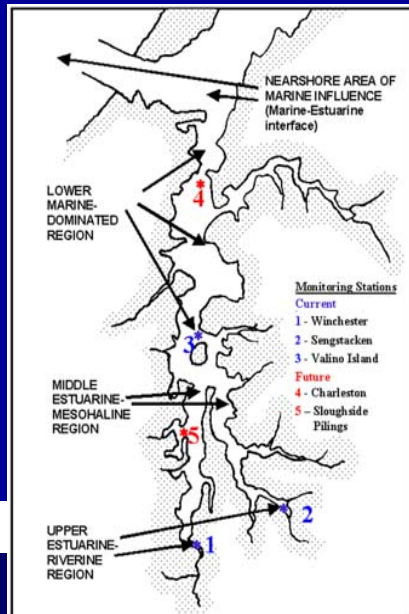 NEARSHORE AREA OF
MARINE INFLUENCE
(Marine-Estuarine
interface)
4
LOWER
MARINE-
DOMINATED
REGION
Monitoring Stations
Current
1 - Winchester
2 - Sengstacken
3 - Valino Island
Future
4 - Charleston
5 – Sloughside
Pilings
3
MIDDLE
ESTUARINE-
MESOHALINE
REGION
5
2
UPPER
ESTUARINE-
RIVERINE
REGION
1